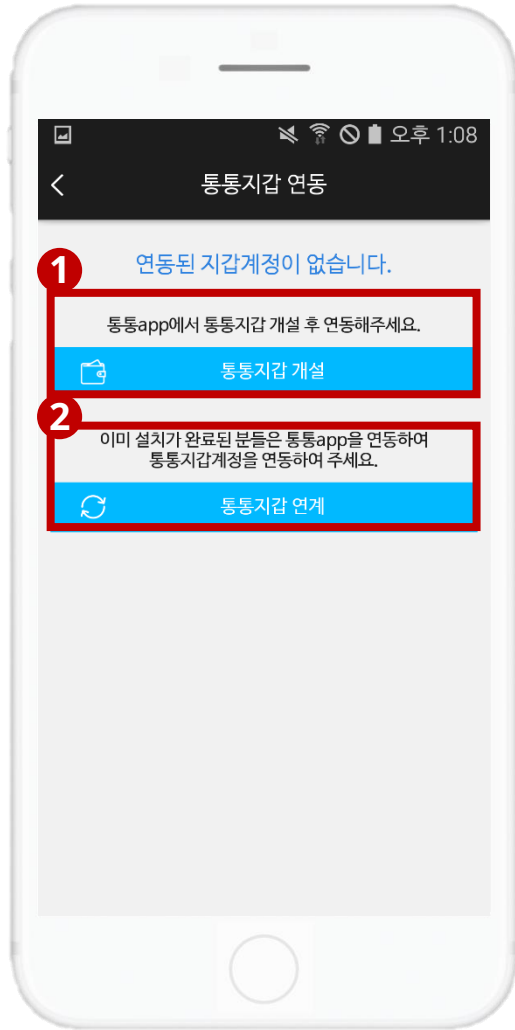 오후 1:08
통통지갑 연동
연동된 지갑계정이 없습니다.
1
통통app에서 통통지갑 개설 후 연동해주세요.
통통지갑 개설
2
이미 설치가 완료된 분들은 통통app을 연동하여
통통지갑계정을 연동하여 주세요.
통통지갑 연계